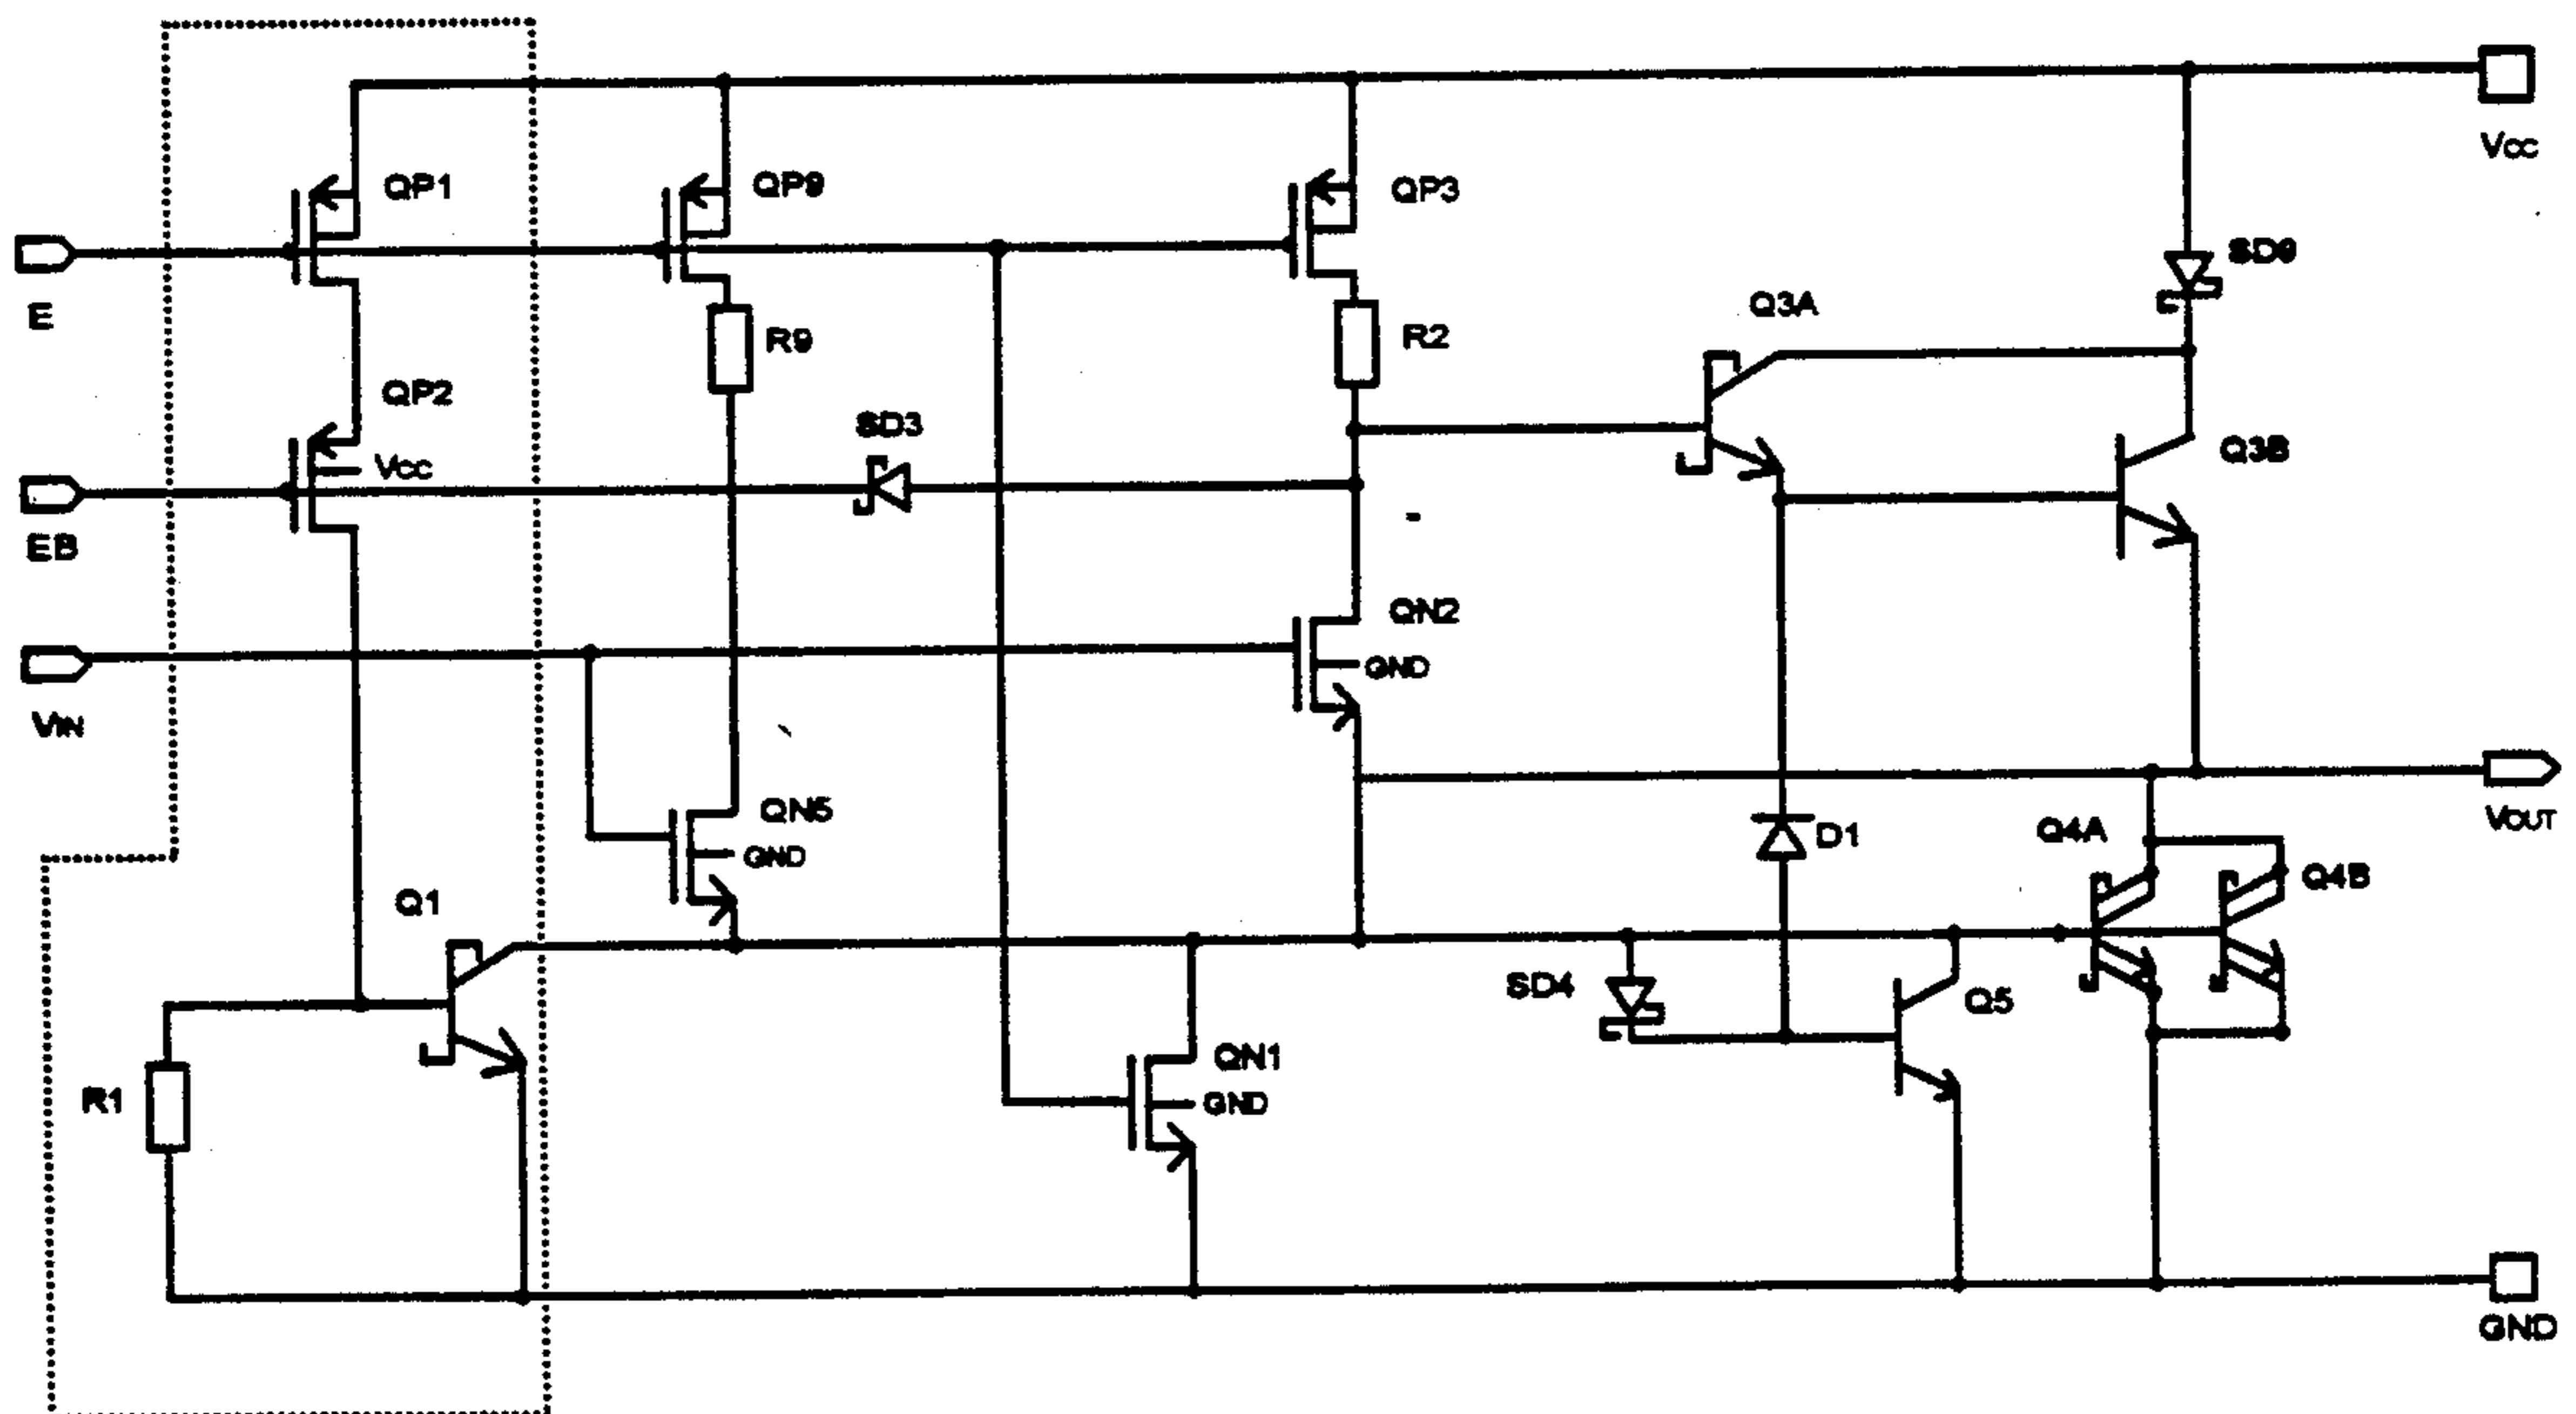 VCC
QP1
QP9
QP3
SD9
E
Q3A
R9
R2
QP2
SD3
VCC
Q3B
EB
QN2
GND
VIN
QN5
GND
D1
Q4A
VOUT
Q1
Q4B
SD4
Q5
R1
QN1
GND
GND